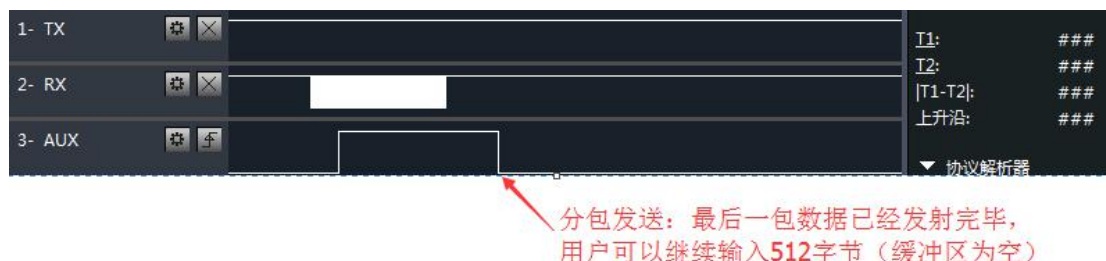 1- TX
T1: ###
2- RX
T2: ###
|T1-T2|: ###
上升沿: ###
3- AUX
▼ 协议解析器
分包发送：最后一包数据已经发射完毕，
用户可以继续输入512字节（缓冲区为空）